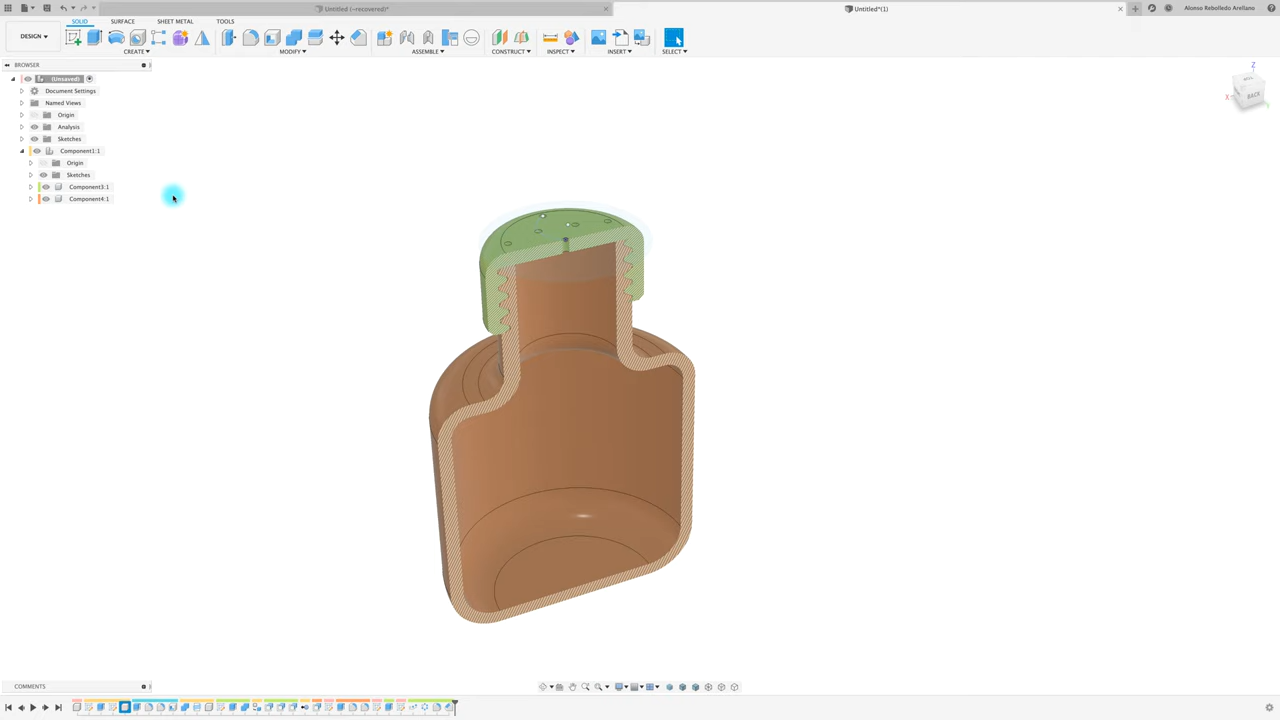 Untitled (~recovered)*
Untitled*(1)
Alonso Rebolledo Arellano
SOLID SURFACE SHEET METAL TOOLS
DESIGN ▾
CREATE ▾ MODIFY ▾ ASSEMBLE ▾ CONSTRUCT ▾ INSPECT ▾ INSERT ▾ SELECT ▾
BROWSER
(Unsaved)
Document Settings
Named Views
Origin
Analysis
Sketches
Component1:1
Origin
Sketches
Component3:1
Component4:1
Z
X
BACK
COMMENTS